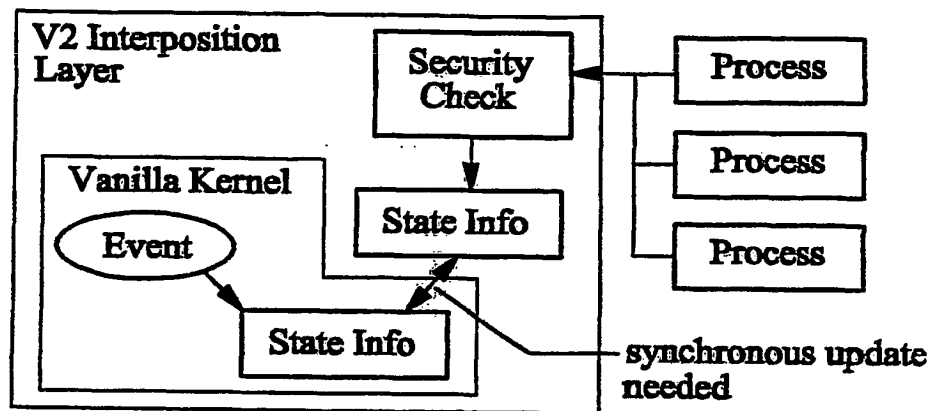 V2 Interposition
Layer
Security
Check
Process
Process
Process
Vanilla Kernel
State Info
Event
State Info
synchronous update
needed